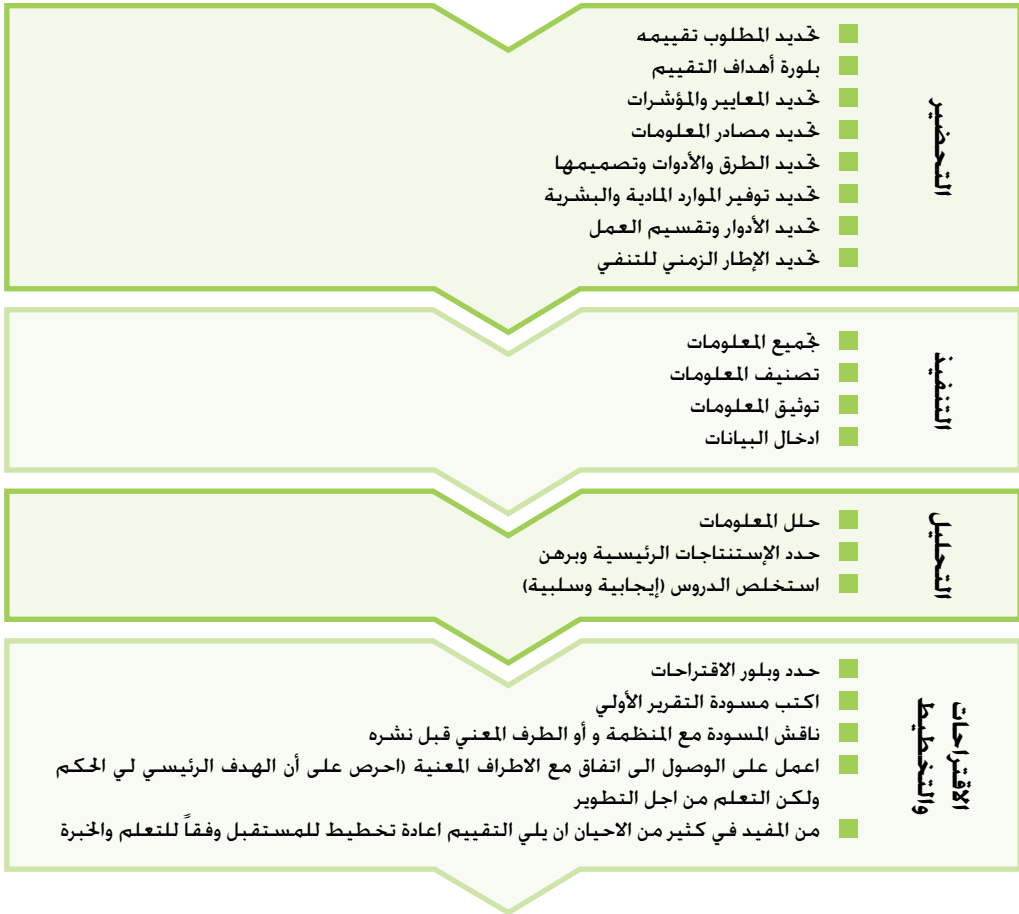 التحضير
تحديد المطلوب تقييمه
بلورة أهداف التقييم
تحديد المعايير والمؤشرات
تحديد مصادر المعلومات
تحديد الطرق والأدوات وتصميمها
تحديد توفير الموارد المادية والبشرية
تحديد الأدوار وتقسيم العمل
تحديد الإطار الزمني للتنفي
التنفيذ
تجميع المعلومات
تصنيف المعلومات
توثيق المعلومات
ادخال البيانات
التحليل
حلل المعلومات
حدد الإستنتاجات الرئيسية وبرهن
استخلص الدروس (إيجابية وسلبية)
الاقتراحات
والتخطيط
حدد وبلور الاقتراحات
اكتب مسودة التقرير الأولي
ناقش المسودة مع المنظمة و أو الطرف المعني قبل نشره
اعمل على الوصول الى اتفاق مع الاطراف المعنية (احرص على أن الهدف الرئيسي لي الحكم
ولكن التعلم من اجل التطوير
من المفيد في كثير من الاحيان ان يلي التقييم اعادة تخطيط للمستقبل وفقاً للتعلم والخبرة